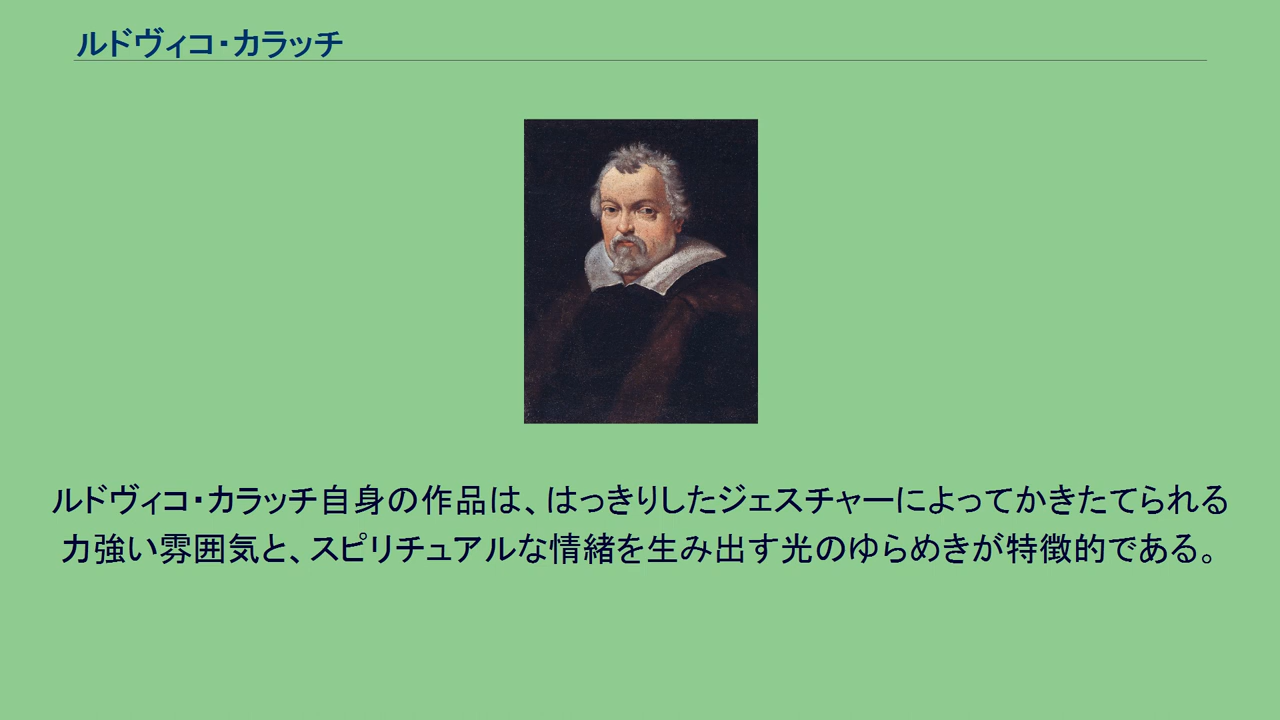 ルドヴィコ・カラッチ
ルドヴィコ・カラッチ自身の作品は、はっきりしたジェスチャーによってかきたてられる
力強い雰囲気と、スピリチュアルな情緒を生み出す光のゆらめきが特徴的である。